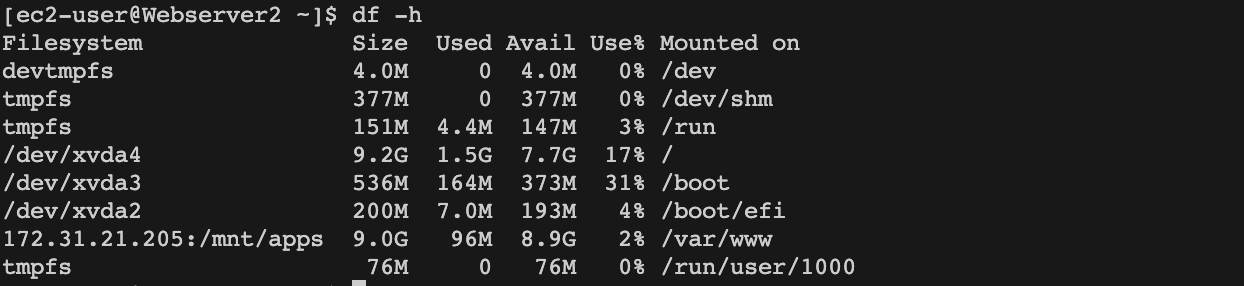 [ec2-user@Webserver2 ~]$ df -h
Filesystem Size Used Avail Use% Mounted on
devtmpfs 4.0M 0 4.0M 0% /dev
tmpfs 377M 0 377M 0% /dev/shm
tmpfs 151M 4.4M 147M 3% /run
/dev/xvda4 9.2G 1.5G 7.7G 17% /
/dev/xvda3 536M 164M 373M 31% /boot
/dev/xvda2 200M 7.0M 193M 4% /boot/efi
172.31.21.205:/mnt/apps 9.0G 96M 8.9G 2% /var/www
tmpfs 76M 0 76M 0% /run/user/1000